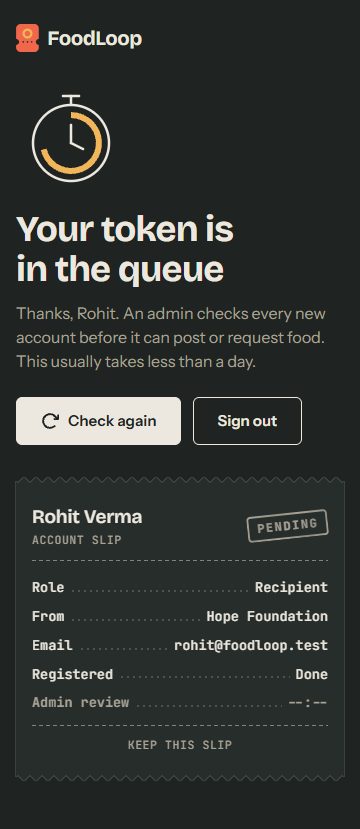 FoodLoop
Your token is
in the queue
Thanks, Rohit. An admin checks every new
account before it can post or request food.
This usually takes less than a day.
Check again
Sign out
Rohit Verma
ACCOUNT SLIP
PENDING
Role Recipient
From Hope Foundation
Email rohit@foodloop.test
Registered Done
Admin review --:--
KEEP THIS SLIP